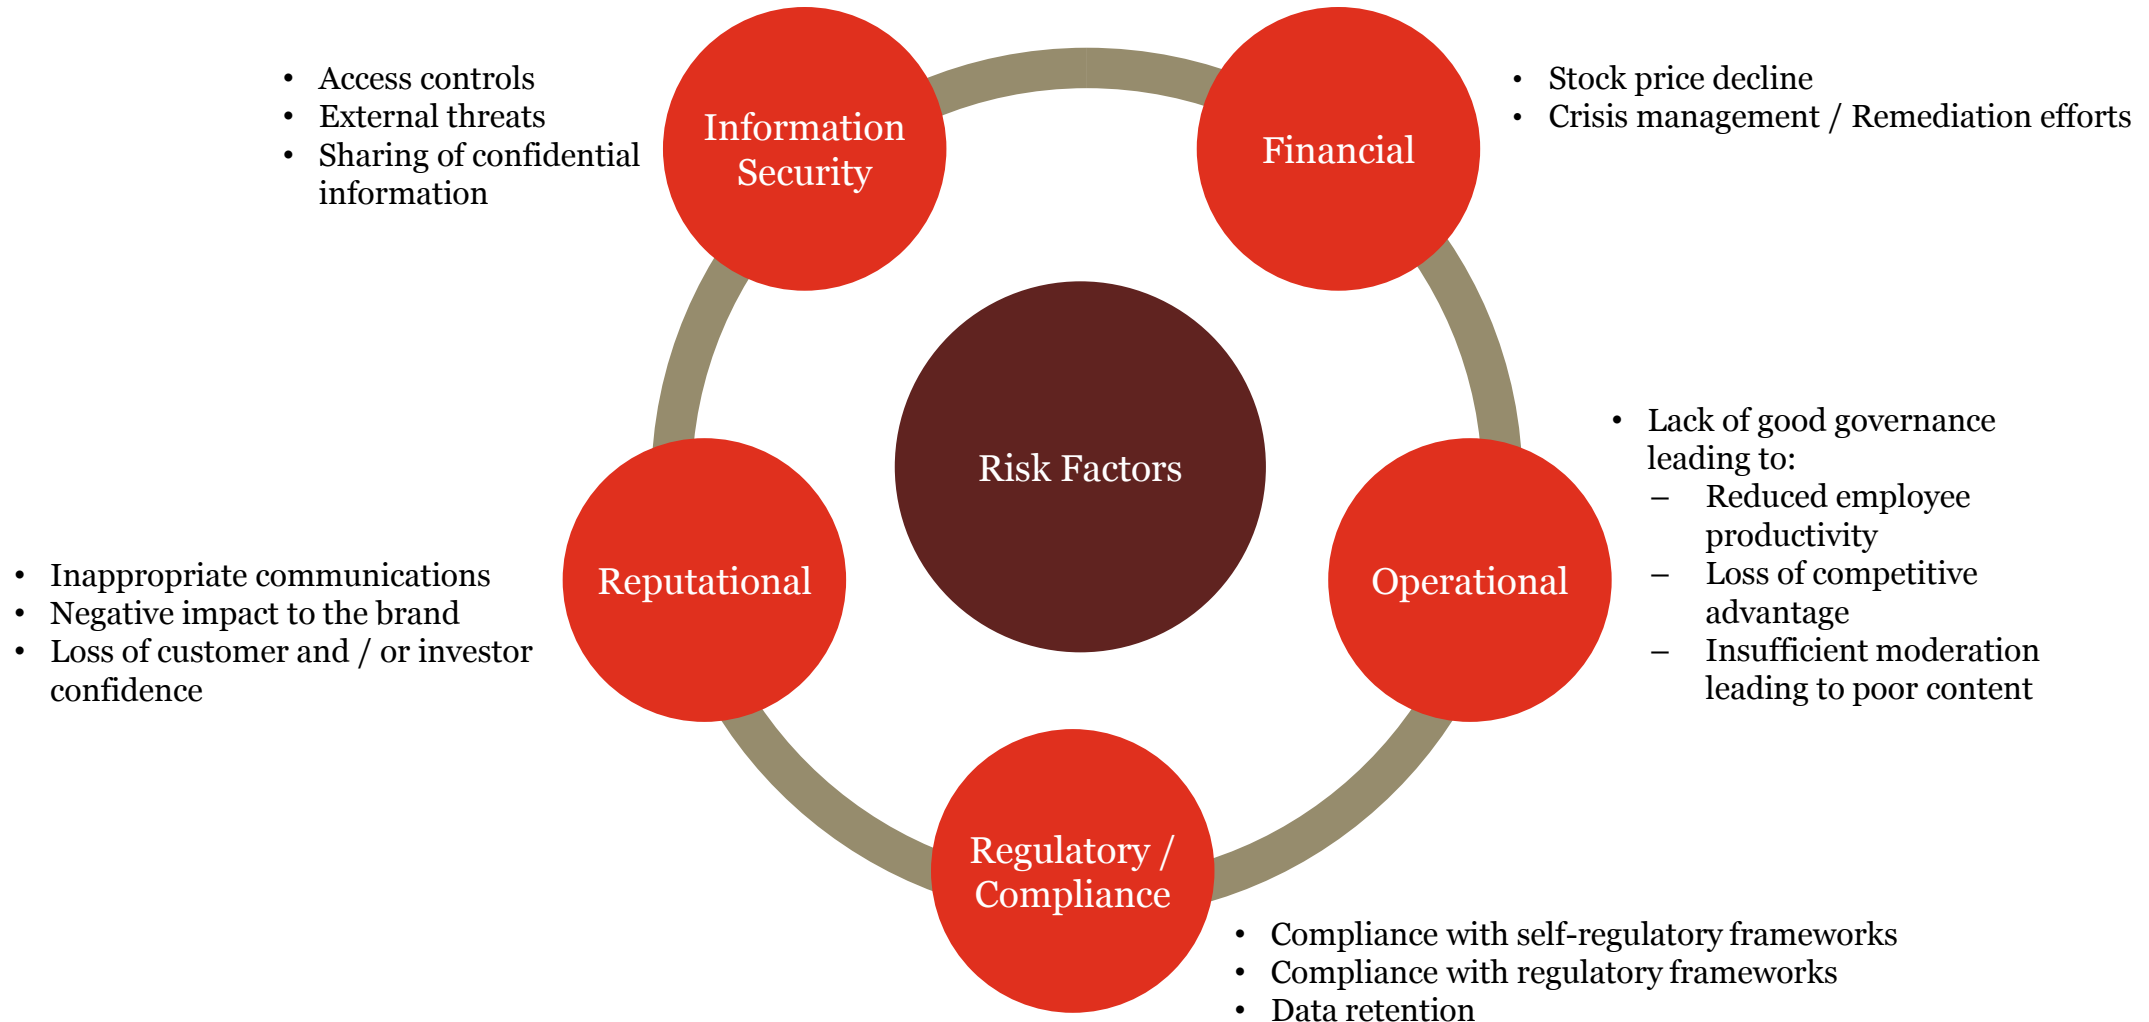 • Access controls
• External threats
• Sharing of confidential
information
Information
Security
Financial
• Stock price decline
• Crisis management / Remediation efforts
Risk Factors
• Lack of good governance
leading to:
– Reduced employee
productivity
– Loss of competitive
advantage
– Insufficient moderation
leading to poor content
Operational
Reputational
• Inappropriate communications
• Negative impact to the brand
• Loss of customer and / or investor
confidence
Regulatory /
Compliance
• Compliance with self-regulatory frameworks
• Compliance with regulatory frameworks
• Data retention